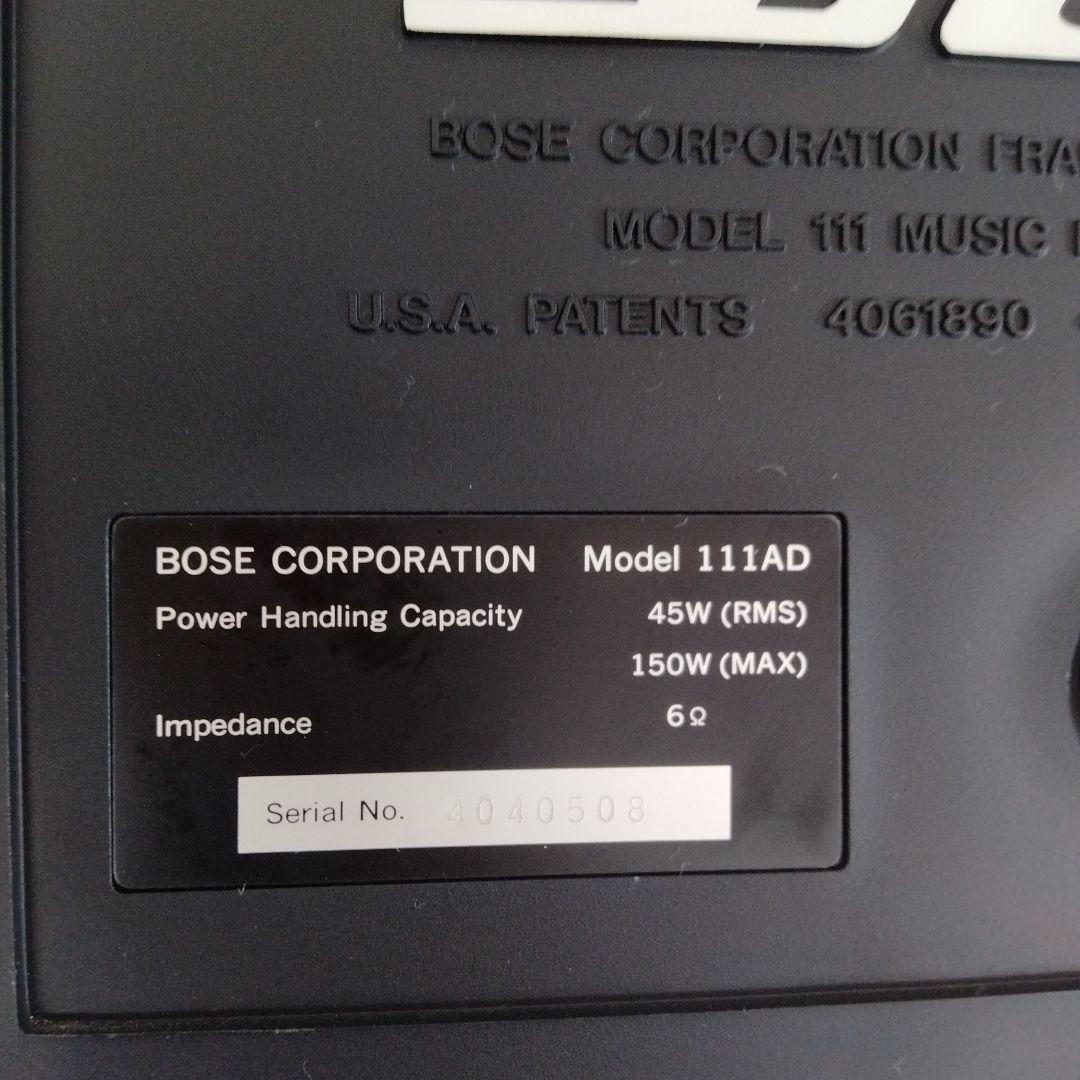 BOSE CORPORATION FRA
MODEL 111 MUSIC
U.S.A. PATENTS 4061890
BOSE CORPORATION Model 111AD
Power Handling Capacity 45W (RMS)
150W (MAX)
Impedance 6Ω
Serial No. 4040508